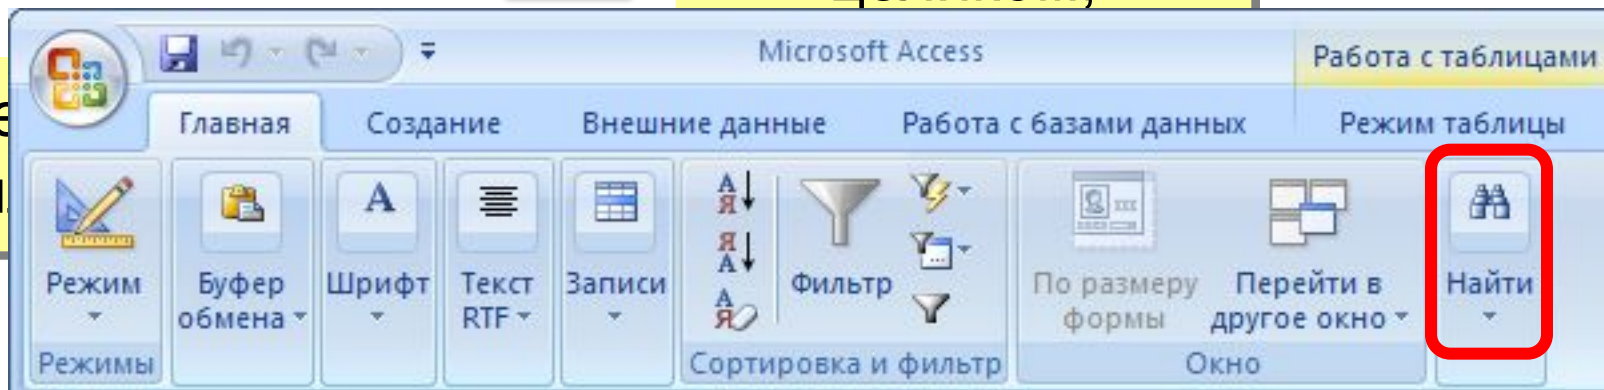 Microsoft Access
Работа с таблицами
Главная Создание Внешние данные Работа с базами данных Режим таблицы
Режим Буфер обмена Шрифт Текст RTF Записи Фильтр По размеру формы Перейти в другое окно Найти
Режимы Сортировка и фильтр Окно